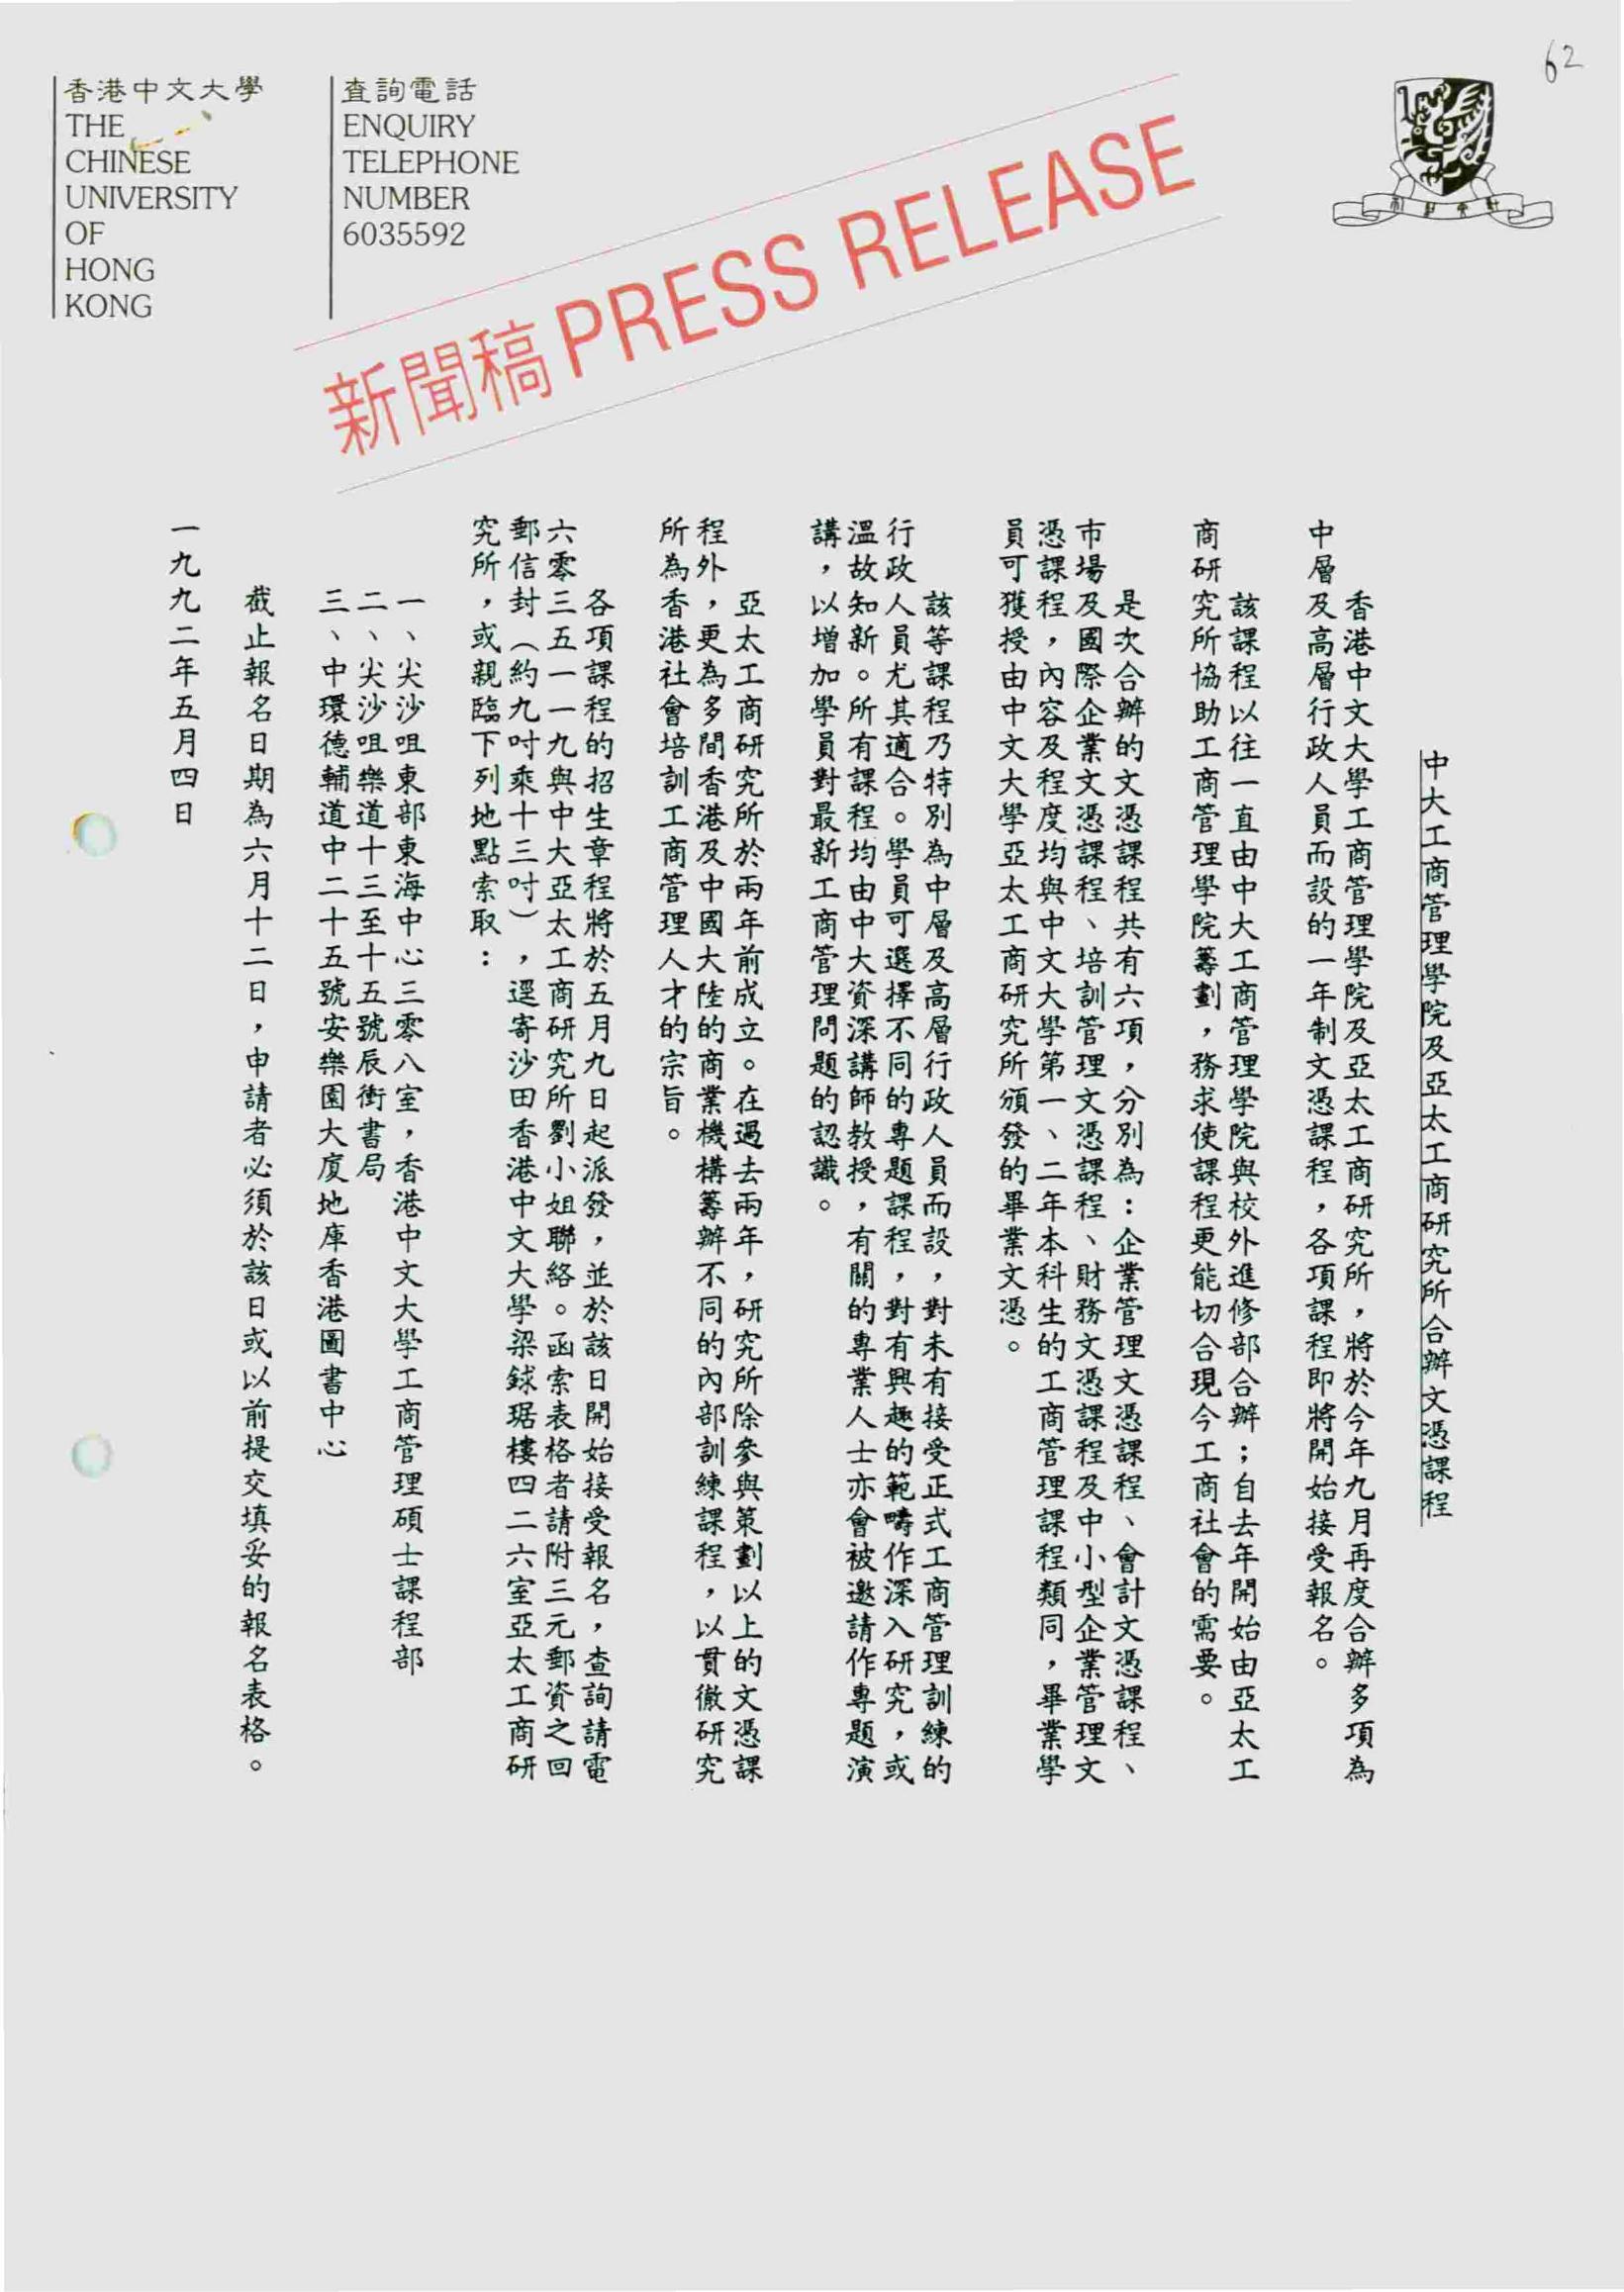 62
香港中文大學
THE
CHINESE
UNIVERSITY
OF
HONG
KONG
查詢電話
ENQUIRY
TELEPHONE
NUMBER
6035592
新聞稿 PRESS RELEASE
中大工商管理學院及亞太工商研究所合辦文憑課程
香港中文大學工商管理學院及亞太工商研究所，將於今年九月再度合辦多項為
中層及高層行政人員而設的一年制文憑課程，各項課程即將開始接受報名。
該課程以往一直由中大工商管理學院與校外進修部合辦；自去年開始由亞太工
商研究所協助工商管理學院籌劃，務求使課程更能切合現今工商社會的需要。
是次合辦的文憑課程共有六項，分別為：企業管理文憑課程、會計文憑課程、
市場及國際企業文憑課程、培訓管理文憑課程、財務文憑課程及中小型企業管理文
憑課程，內容及程度均與中文大學第一、二年本科生的工商管理課程類同，畢業學
員可獲授由中文大學亞太工商研究所頒發的畢業文憑。
該等課程乃特別為中層及高層行政人員而設，對未有接受正式工商管理訓練的
行政人員尤其適合。學員可選擇不同的專題課程，對有興趣的範疇作深入研究，或
溫故知新。所有課程均由中大資深講師教授，有關的專業人士亦會被邀請作專題演
講，以增加學員對最新工商管理問題的認識。
亞太工商研究所於兩年前成立。在過去兩年，研究所除參與策劃以上的文憑課
程外，更為多間香港及中國大陸的商業機構籌辦不同的內部訓練課程，以貫徹研究
所為香港社會培訓工商管理人才的宗旨。
各項課程的招生章程將於五月九日起派發，並於該日開始接受報名，查詢請電
六零三五一一九與中大亞太工商研究所劉小姐聯絡。函索表格者請附三元郵資之回
郵信封（約九吋乘十三吋），逕寄沙田香港中文大學梁銶琚樓四二六室亞太工商研
究所，或親臨下列地點索取：
一、尖沙咀東部東海中心三零八室，香港中文大學工商管理碩士課程部
二、尖沙咀樂道十三至十五號辰衝書局
三、中環德輔道中二十五號安樂園大廈地庫香港圖書中心
截止報名日期為六月十二日，申請者必須於該日或以前提交填妥的報名表格。
一九九二年五月四日